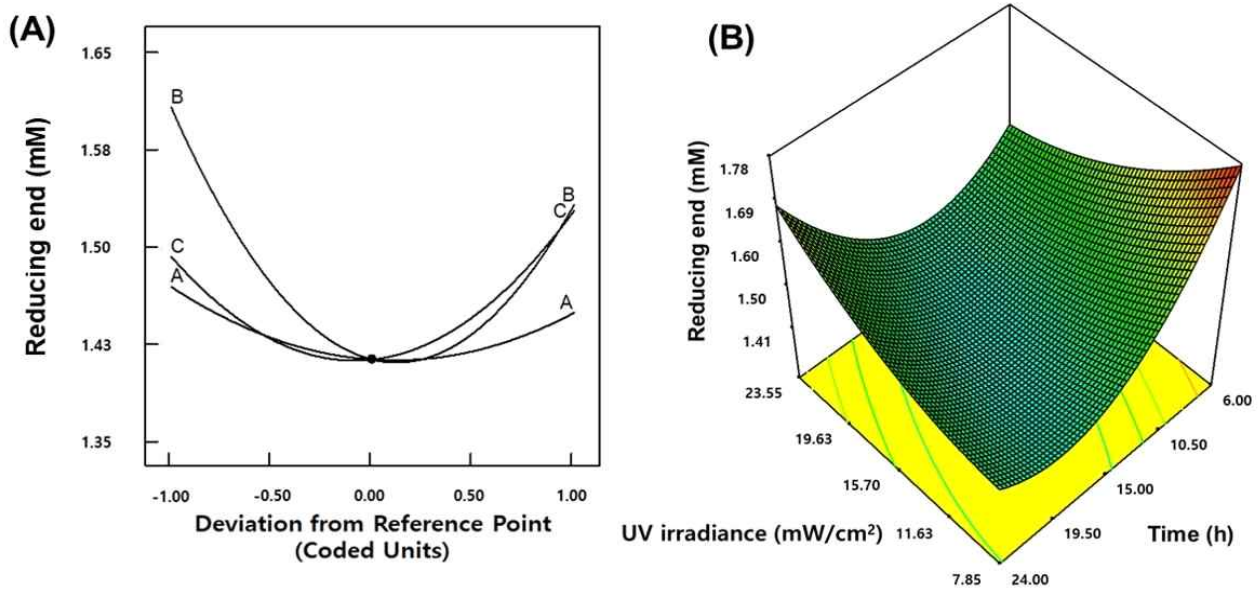 (A)
1.65
1.58
1.50
1.43
1.35
Reducing end (mM)
B
C
A
B
C
A
-1.00
-0.50
0.00
0.50
1.00
Deviation from Reference Point
(Coded Units)
(B)
Reducing end (mM)
1.78
1.69
1.60
1.50
1.41
23.55
19.63
15.70
11.63
7.85
UV irradiance (mW/cm²)
6.00
10.50
15.00
19.50
24.00
Time (h)